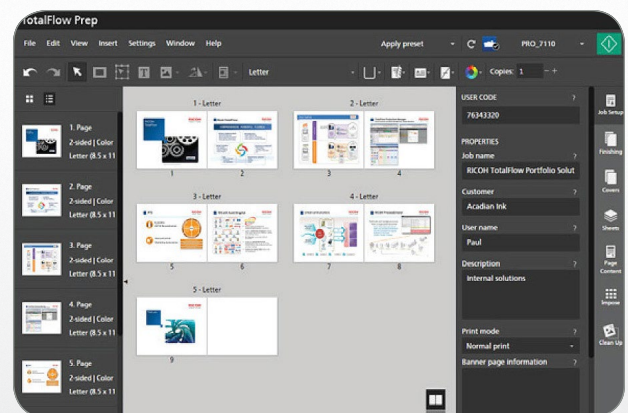 TotalFlow Prep
File Edit View Insert Settings Window Help Apply preset PRO_7110
Letter Copies: 1 - +
1. Page
2-sided | Color
Letter (8.5 x 11
2. Page
2-sided | Color
Letter (8.5 x 11
3. Page
2-sided | Color
Letter (8.5 x 11
4. Page
2-sided | Color
Letter (8.5 x 11
5. Page
2-sided | Color
Letter (8.5 x 11
1 - Letter
2 - Letter
1
2
3
4
3 - Letter
4 - Letter
5
6
7
8
5 - Letter
9
USER CODE ?
76343320
PROPERTIES
Job name ?
RICOH TotalFlow Portfolio Solut
Customer ?
Acadian Ink
User name ?
Paul
Description ?
Internal solutions
Print mode ?
Normal print
Banner page information ?
Job Setup
Finishing
Covers
Sheets
Page
Content
Impose
Clean Up